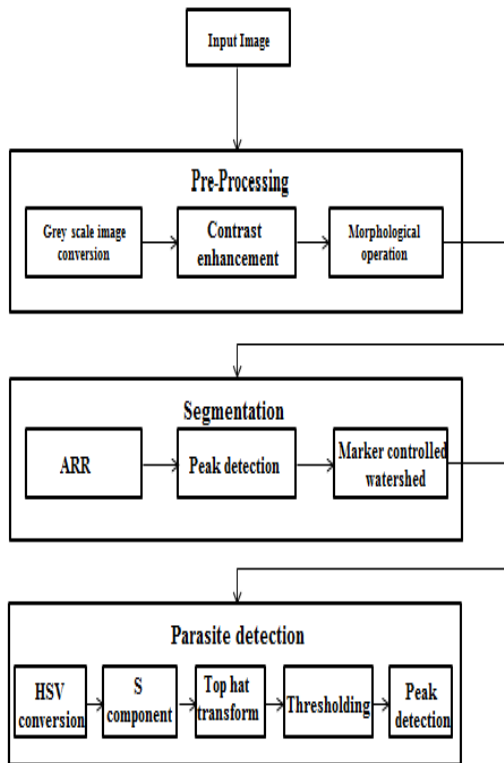 Input Image
Pre-Processing
Grey scale image
conversion
Contrast
enhancement
Morphological
operation
Segmentation
ARR
Peak detection
Marker controlled
watershed
Parasite detection
HSV
conversion
S
component
Top hat
transform
Thresholding
Peak
detection